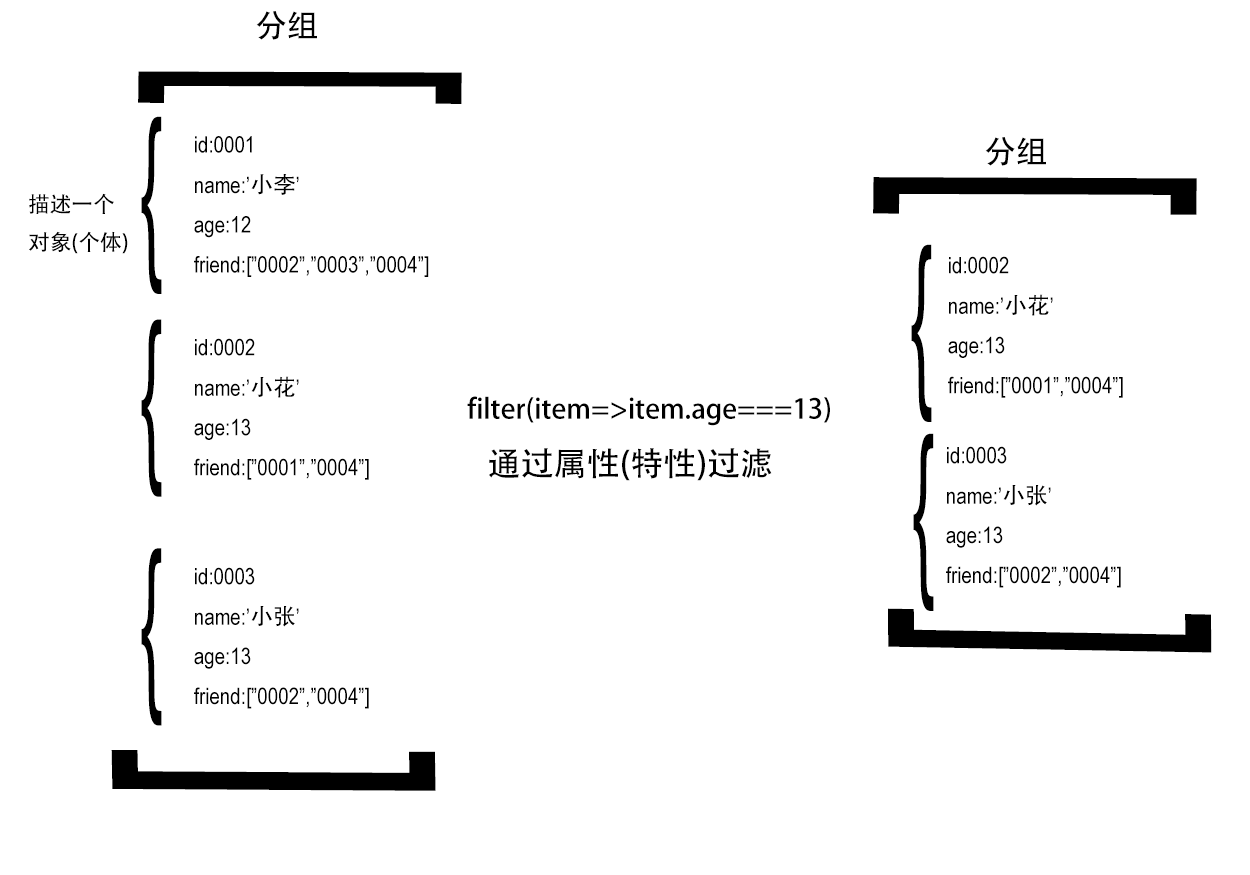 分组
描述一个
对象(个体)
id:0001
name:’小李’
age:12
friend:[”0002”,”0003”,”0004”]
id:0002
name:’小花’
age:13
friend:[”0001”,”0004”]
id:0003
name:’小张’
age:13
friend:[”0002”,”0004”]
filter(item=>item.age===13)
通过属性(特性)过滤
分组
id:0002
name:’小花’
age:13
friend:[”0001”,”0004”]
id:0003
name:’小张’
age:13
friend:[”0002”,”0004”]